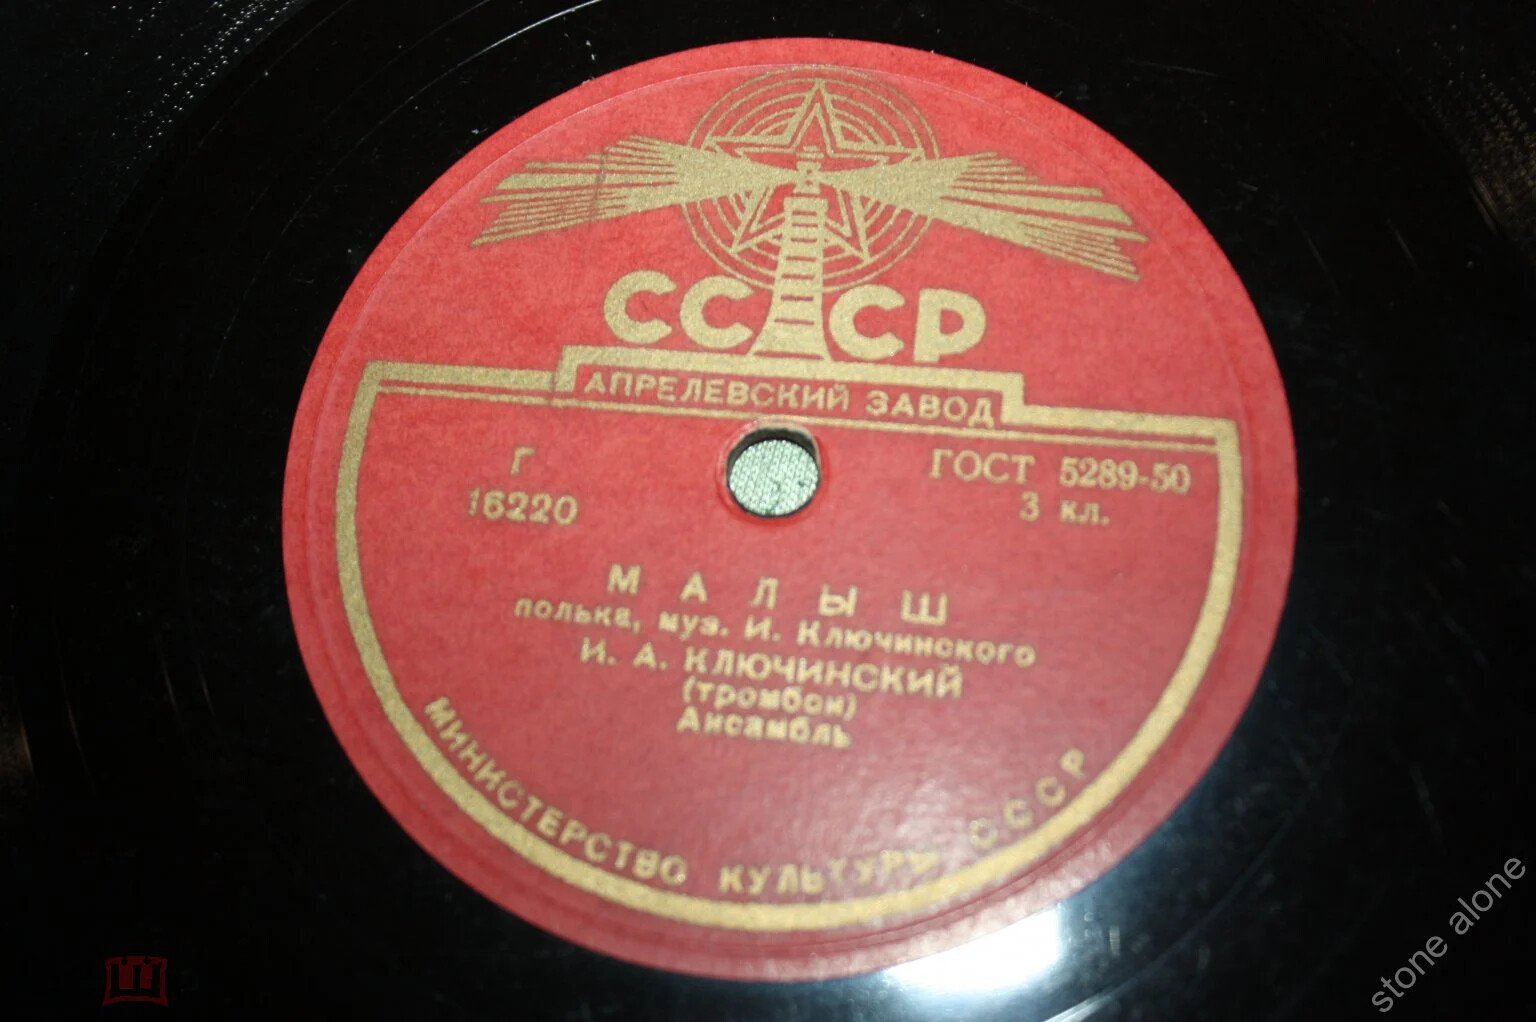 СССР
АПРЕЛЕВСКИЙ ЗАВОД
Г
16220
ГОСТ 5289-50
3 кл.
МАЛЫШ
полька, муз. И. Ключинского
И. А. КЛЮЧИНСКИЙ
(тромбон)
Ансамбль
МИНИСТЕРСТВО КУЛЬТУРЫ СССР
stone alone